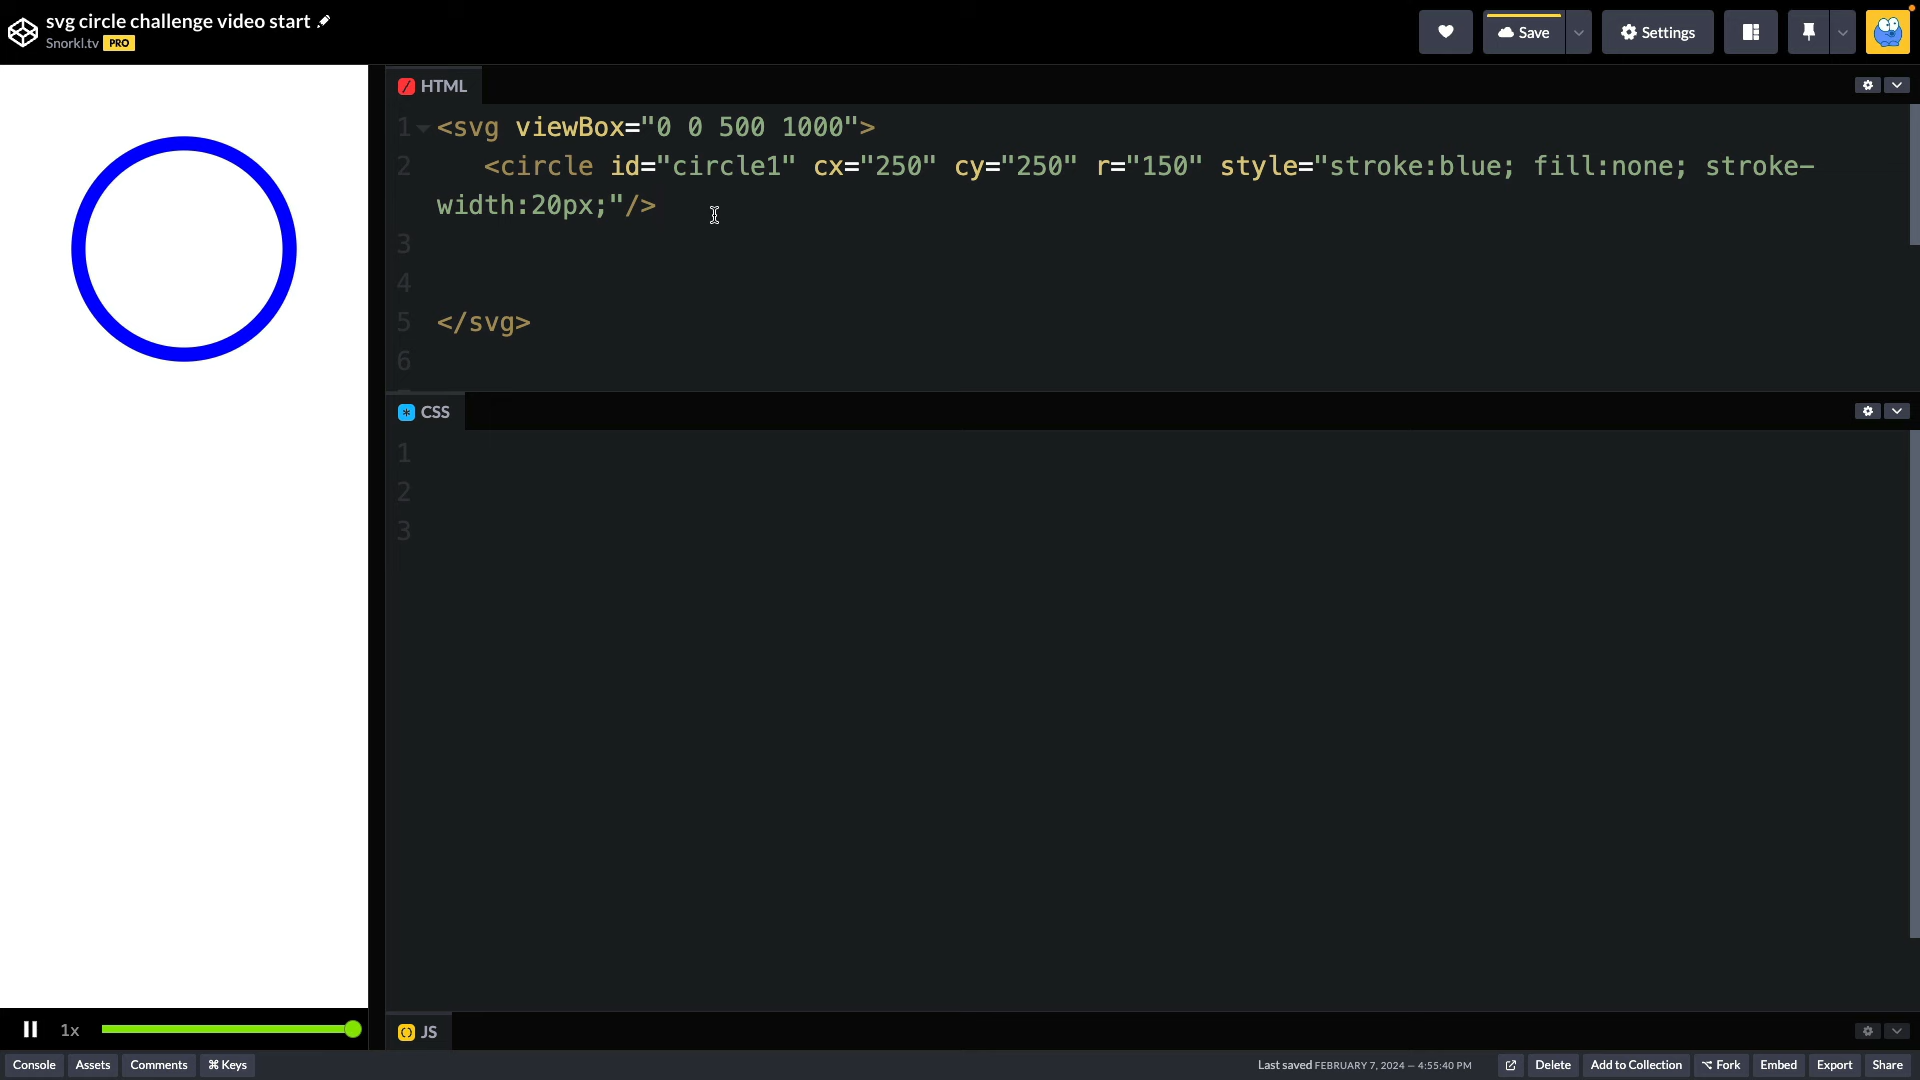 svg circle challenge video start
Snorkl.tv PRO
Save
Settings
HTML
1 <svg viewBox="0 0 500 1000">
2 <circle id="circle1" cx="250" cy="250" r="150" style="stroke:blue; fill:none; stroke-
width:20px;"/>
3
4
5 </svg>
6
CSS
1
2
3
1x
JS
Console Assets Comments ⌘ Keys
Last saved FEBRUARY 7, 2024 — 4:55:40 PM
Delete Add to Collection ⌥ Fork Embed Export Share